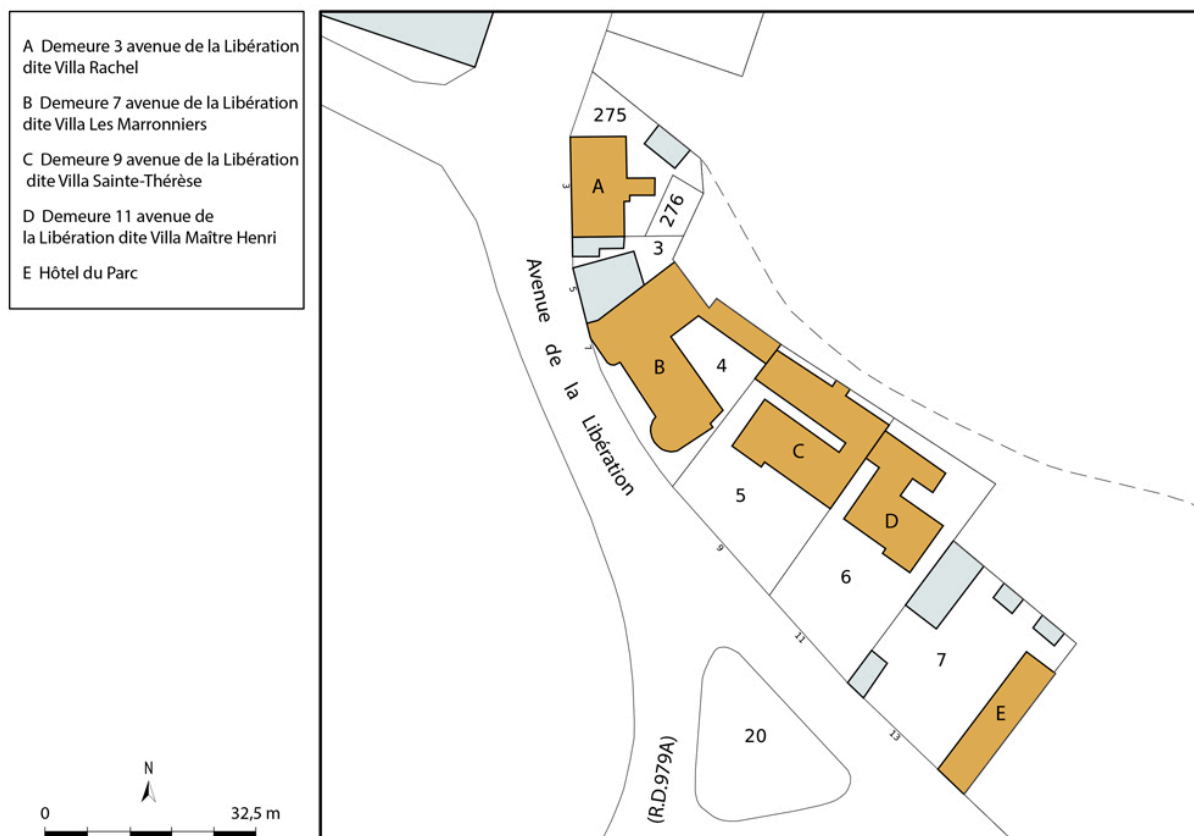 A Demeure 3 avenue de la Libération
dite Villa Rachel
B Demeure 7 avenue de la Libération
dite Villa Les Marronniers
C Demeure 9 avenue de la Libération
dite Villa Sainte-Thérèse
D Demeure 11 avenue de
la Libération dite Villa Maître Henri
E Hôtel du Parc
275
A
3
276
3
5
Avenue de la Libération
7
B
4
C
5
D
9
6
11
7
E
13
20
(R.D.979A)
N
0 32,5 m